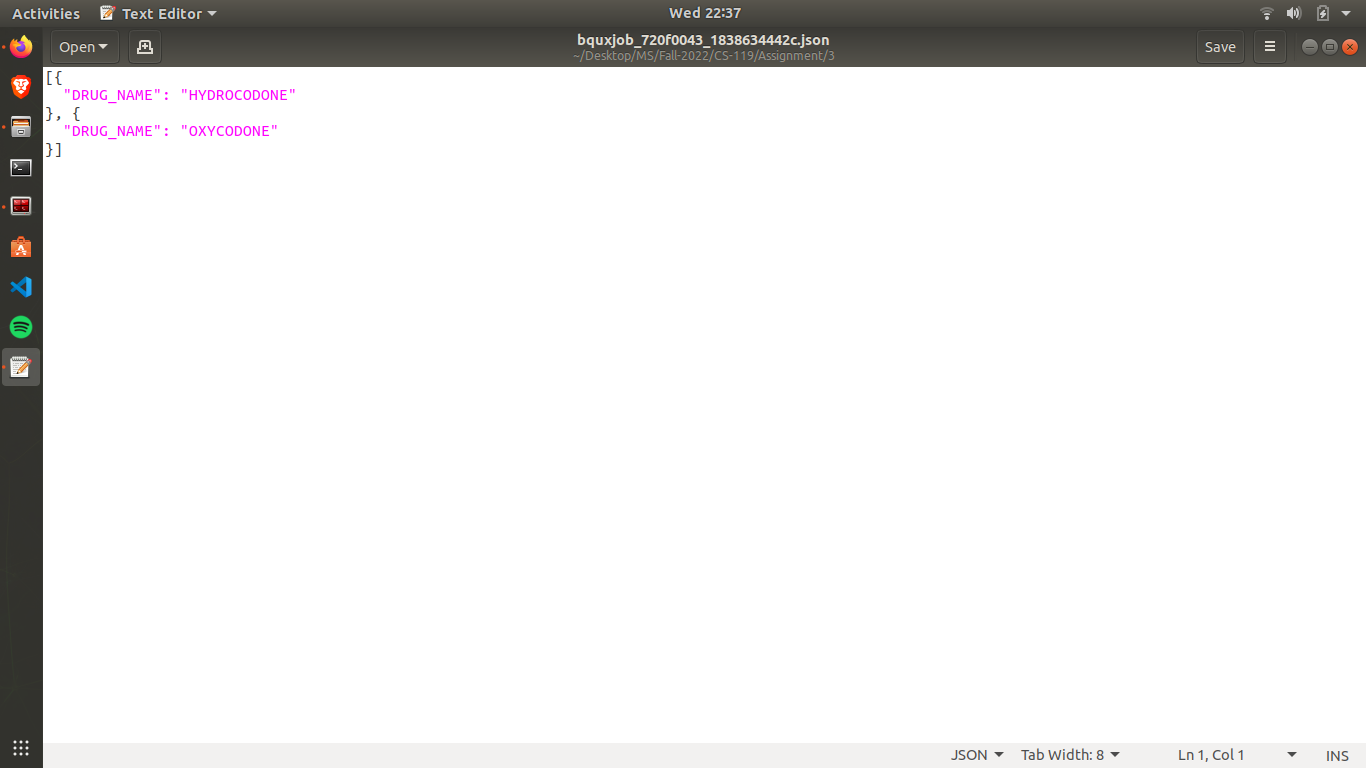 Activities Text Editor Wed 22:37
Open bquxjob_720f0043_1838634442c.json Save
~/Desktop/MS/Fall-2022/CS-119/Assignment/3
[{
  "DRUG_NAME": "HYDROCODONE"
}, {
  "DRUG_NAME": "OXYCODONE"
}]
JSON Tab Width: 8 Ln 1, Col 1 INS